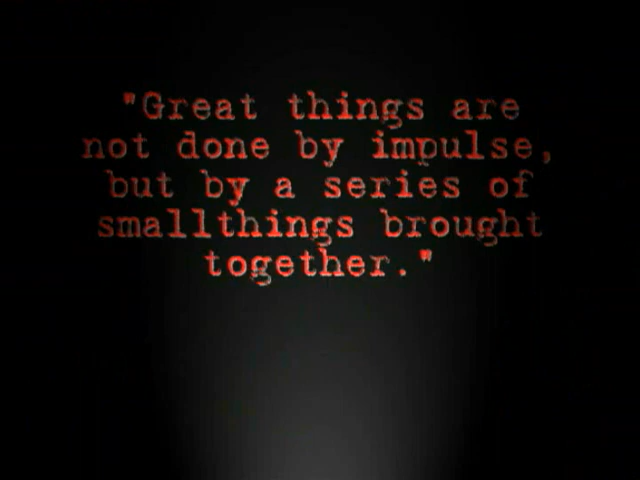 "Great things are
not done by impulse,
but by a series of
smallthings brought
together."